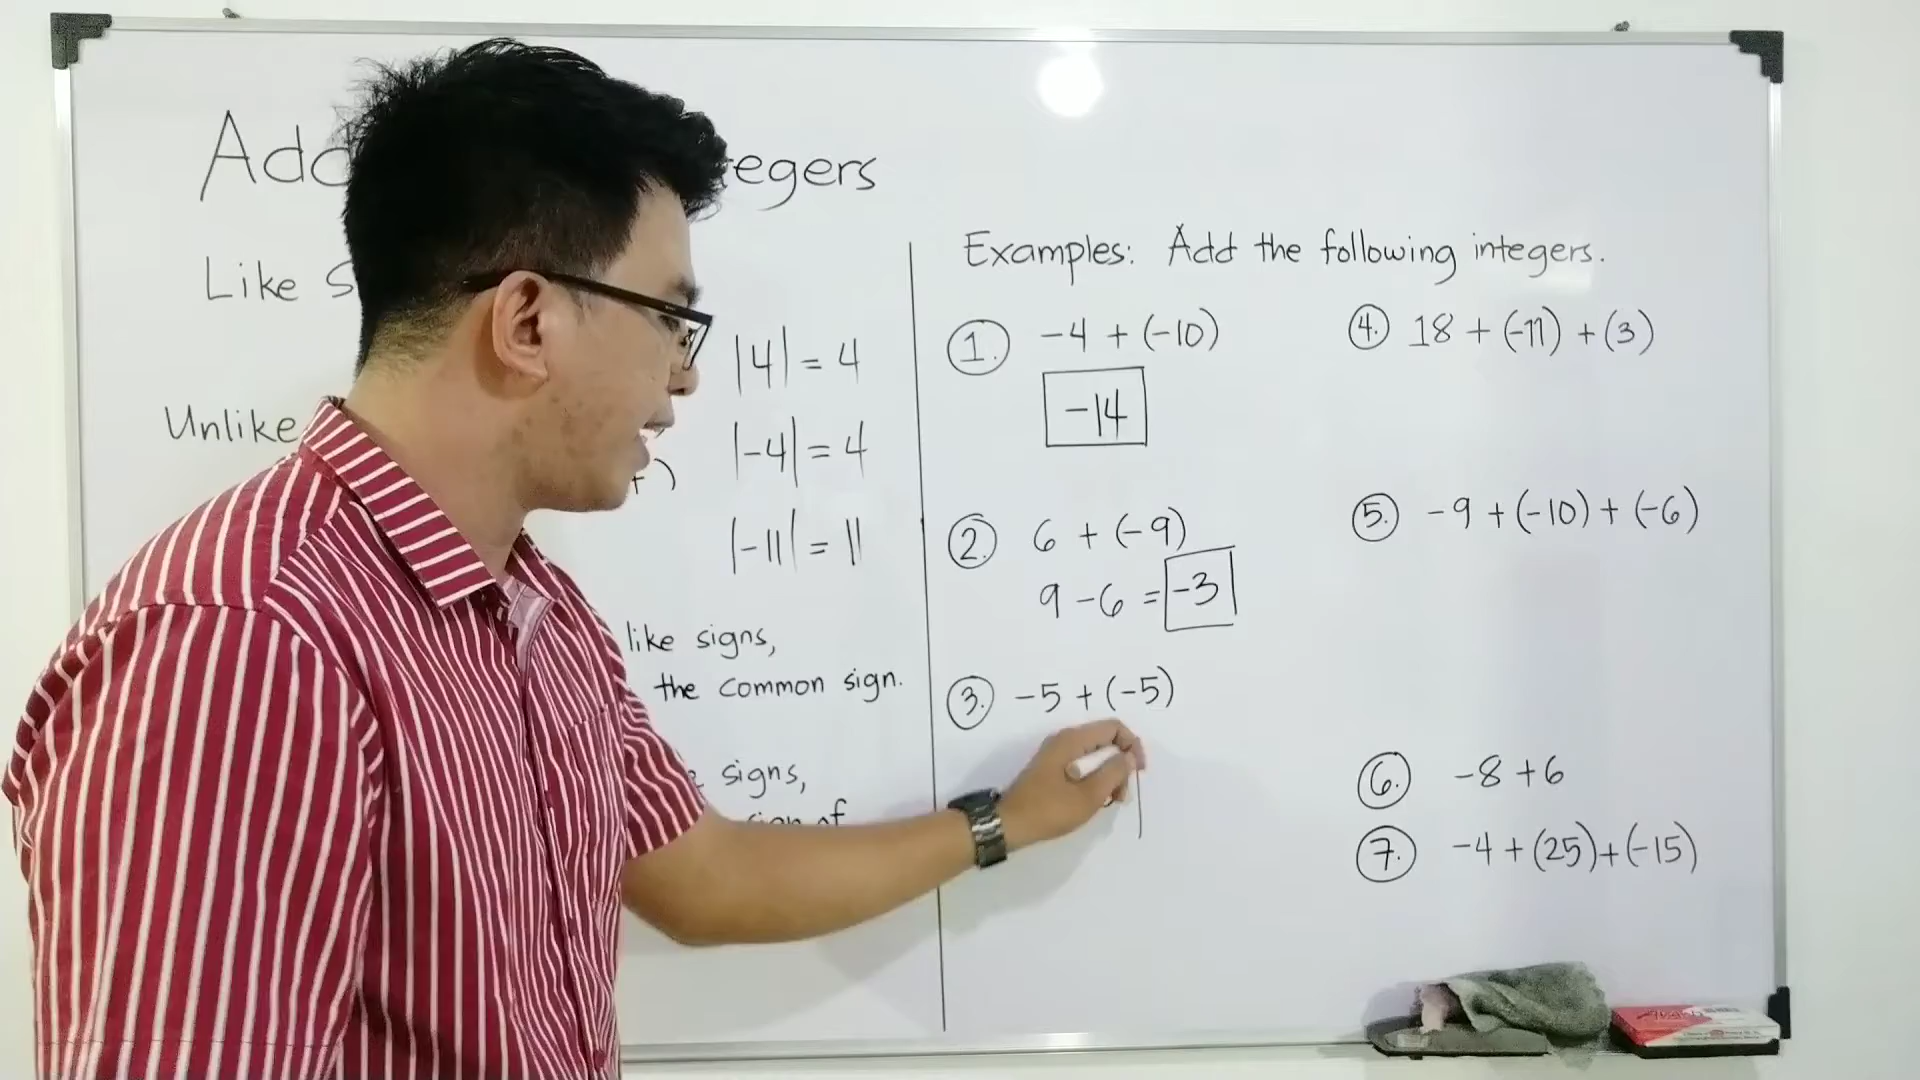 Add
egers
Like S
|4| = 4
Unlike
+)
|-4| = 4
|-11| = 11
like signs,
the common sign.
signs,
sign of
Examples: Add the following integers.
1. -4 + (-10)
-14
2. 6 + (-9)
9 - 6 = -3
3. -5 + (-5)
4. 18 + (-11) + (3)
5. -9 + (-10) + (-6)
6. -8 + 6
7. -4 + (25) + (-15)